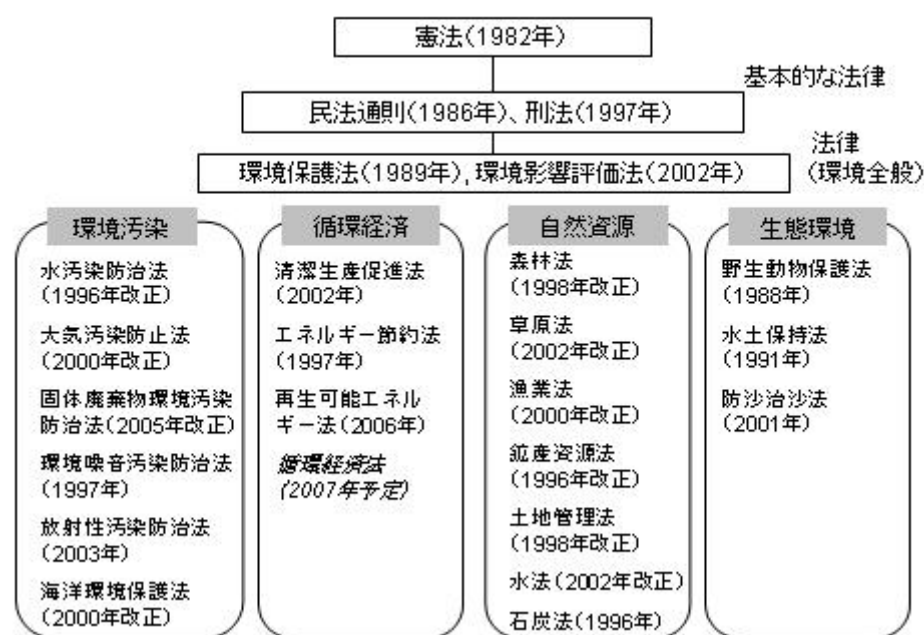 憲法(1982年)
基本的な法律
民法通則(1986年)、刑法(1997年)
法律
(環境全般)
環境保護法(1989年),環境影響評価法(2002年)
環境汚染
水汚染防治法
(1996年改正)
大気汚染防止法
(2000年改正)
固体廃棄物環境汚染
防治法(2005年改正)
環境噪音汚染防治法
(1997年)
放射性汚染防治法
(2003年)
海洋環境保護法
(2000年改正)
循環経済
清潔生産促進法
(2002年)
エネルギー節約法
(1997年)
再生可能エネル
ギー法(2006年)
循環経済法
(2007年予定)
自然資源
森林法
(1998年改正)
草原法
(2002年改正)
漁業法
(2000年改正)
鉱産資源法
(1996年改正)
土地管理法
(1998年改正)
水法(2002年改正)
石炭法(1996年)
生態環境
野生動物保護法
(1988年)
水土保持法
(1991年)
防沙治沙法
(2001年)